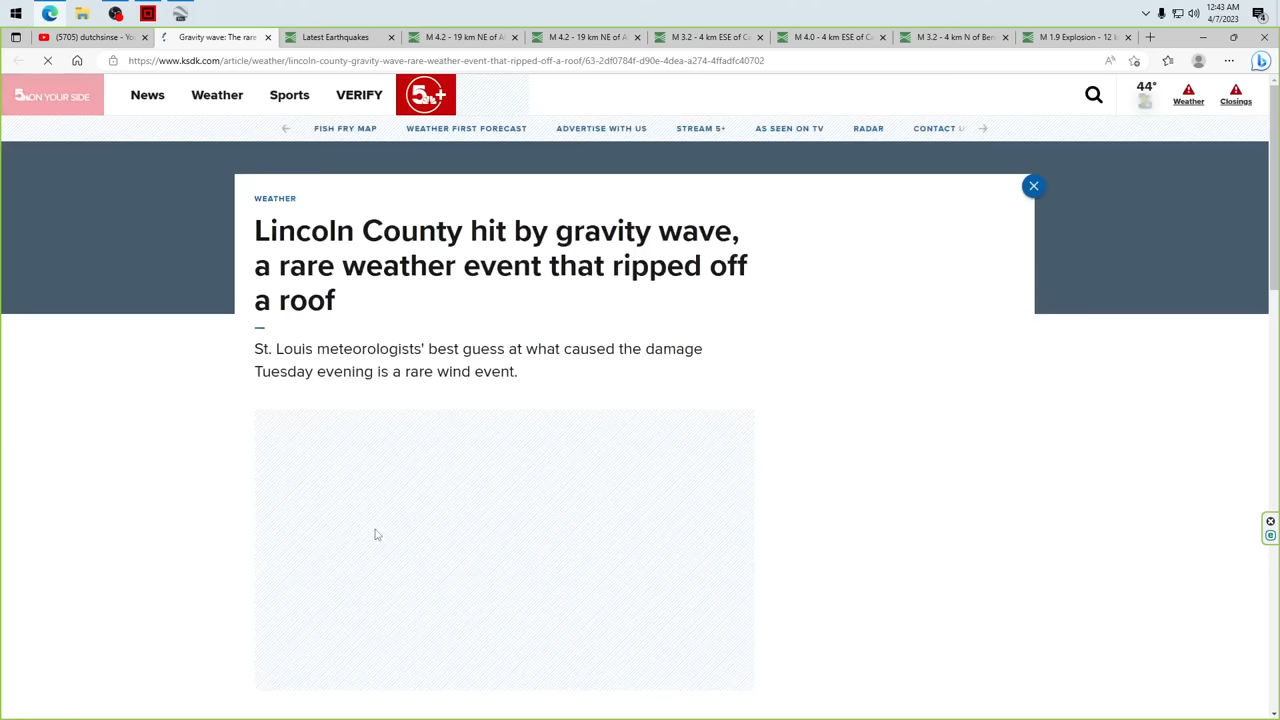 12:43 AM
4/7/2023
4
(5705) dutchsinse - Yo
Gravity wave: The rare
Latest Earthquakes
M 4.2 - 19 km NE of Al
M 4.2 - 19 km NE of A
M 3.2 - 4 km ESE of C
M 4.0 - 4 km ESE of C
M 3.2 - 4 km N of Ber
M 1.9 Explosion - 12 k
https://www.ksdk.com/article/weather/lincoln-county-gravity-wave-rare-weather-event-that-ripped-off-a-roof/63-2df0784f-d90e-4dea-a274-4ffadfc40702
5 ON YOUR SIDE
News
Weather
Sports
VERIFY
5+
44°
Weather
Closings
FISH FRY MAP
WEATHER FIRST FORECAST
ADVERTISE WITH US
STREAM 5+
AS SEEN ON TV
RADAR
CONTACT U
WEATHER
Lincoln County hit by gravity wave,
a rare weather event that ripped off
a roof
St. Louis meteorologists' best guess at what caused the damage
Tuesday evening is a rare wind event.